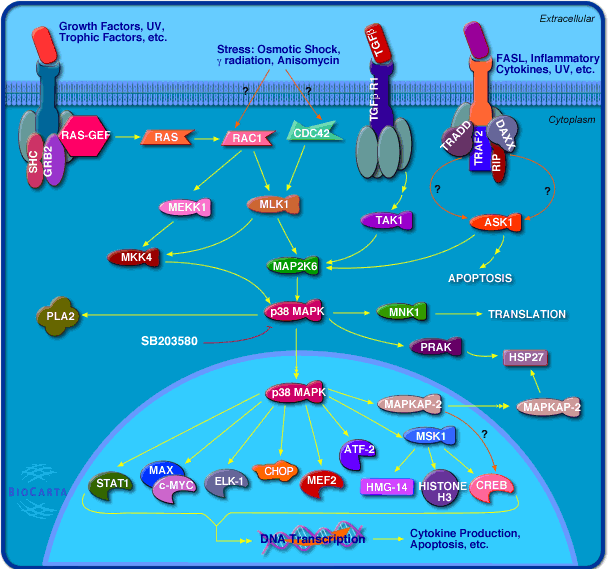 Extracellular
Growth Factors, UV,
Trophic Factors, etc.
Stress: Osmotic Shock,
γ radiation, Anisomycin
TGFβ
FASL, Inflammatory
Cytokines, UV, etc.
?
?
TGFβ R1
Cytoplasm
RAS-GEF
SHC
GRB2
RAS
RAC1
CDC42
TRADD
TRAF2
RIP
DAXX
?
?
MEKK1
MLK1
TAK1
ASK1
MKK4
MAP2K6
APOPTOSIS
PLA2
p38 MAPK
MNK1
TRANSLATION
SB203580
PRAK
HSP27
p38 MAPK
MAPKAP-2
MAPKAP-2
MSK1
?
ATF-2
STAT1
MAX
c-MYC
ELK-1
CHOP
MEF2
HMG-14
HISTONE
H3
CREB
BIOCARTA
DNA Transcription
Cytokine Production,
Apoptosis, etc.